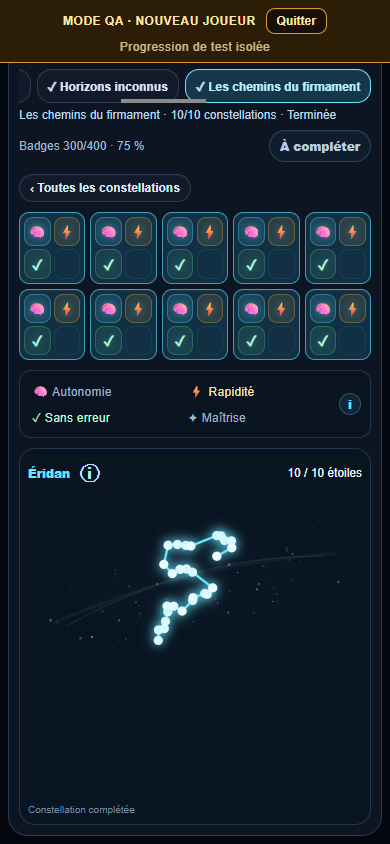 MODE QA · NOUVEAU JOUEUR
Quitter
Progression de test isolée
✓ Horizons inconnus
✓ Les chemins du firmament
Les chemins du firmament · 10/10 constellations · Terminée
Badges 300/400 · 75 %
À compléter
‹ Toutes les constellations
Autonomie
Rapidité
i
✓ Sans erreur
✦ Maîtrise
Éridan
i
10 / 10 étoiles
Constellation complétée